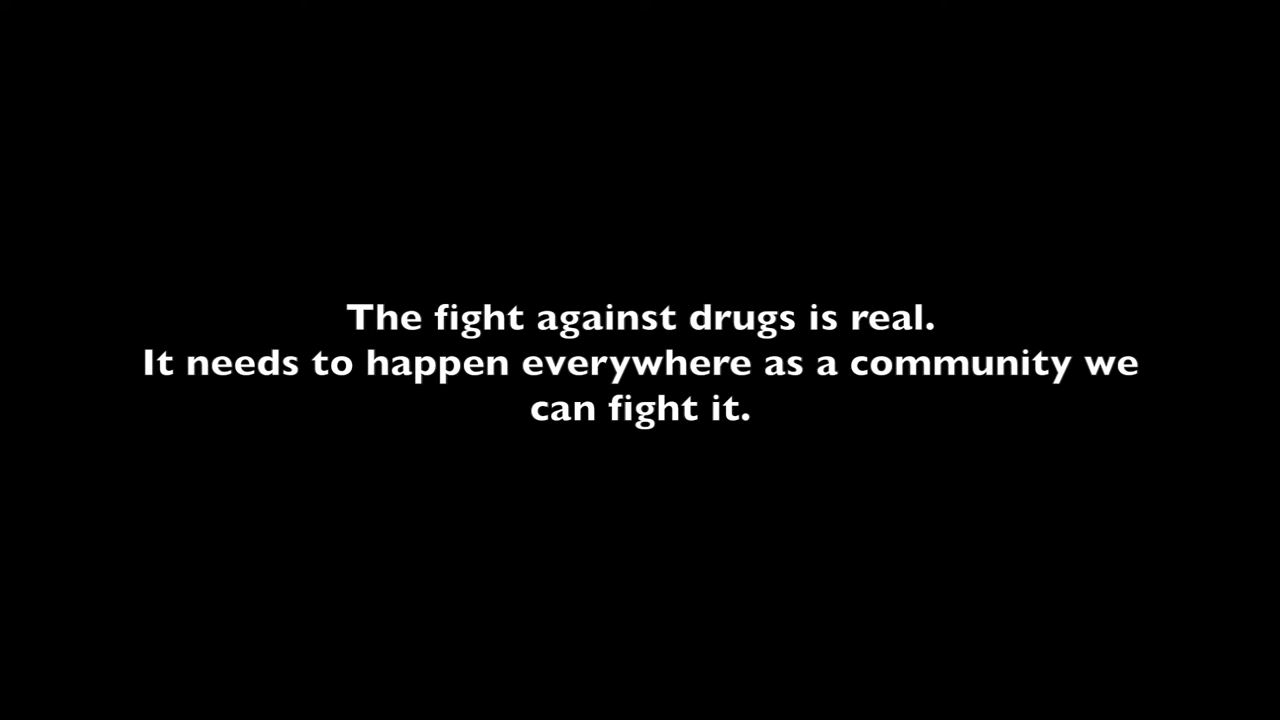 The fight against drugs is real.
It needs to happen everywhere as a community we
can fight it.